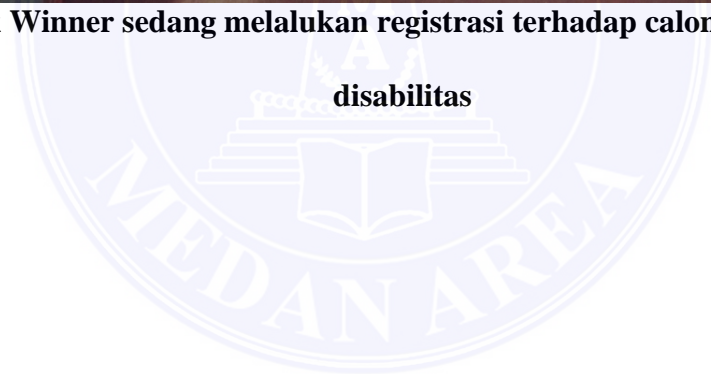 Winner sedang melalukan registrasi terhadap calon
disabilitas
A
MEDAN AREA